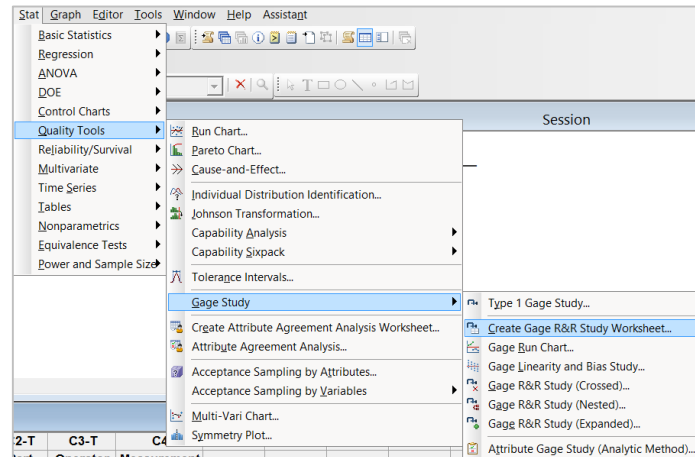 Stat Graph Editor Tools Window Help Assistant
Basic Statistics
Regression
ANOVA
DOE
Control Charts
Quality Tools
Reliability/Survival
Multivariate
Time Series
Tables
Nonparametrics
Equivalence Tests
Power and Sample Size
Session
Run Chart...
Pareto Chart...
Cause-and-Effect...
Individual Distribution Identification...
Johnson Transformation...
Capability Analysis
Capability Sixpack
Tolerance Intervals...
Gage Study
Create Attribute Agreement Analysis Worksheet...
Attribute Agreement Analysis...
Acceptance Sampling by Attributes...
Acceptance Sampling by Variables
Multi-Vari Chart...
Symmetry Plot...
Type 1 Gage Study...
Create Gage R&R Study Worksheet...
Gage Run Chart...
Gage Linearity and Bias Study...
Gage R&R Study (Crossed)...
Gage R&R Study (Nested)...
Gage R&R Study (Expanded)...
Attribute Gage Study (Analytic Method)...
2-T C3-T C4
Operator Measurement